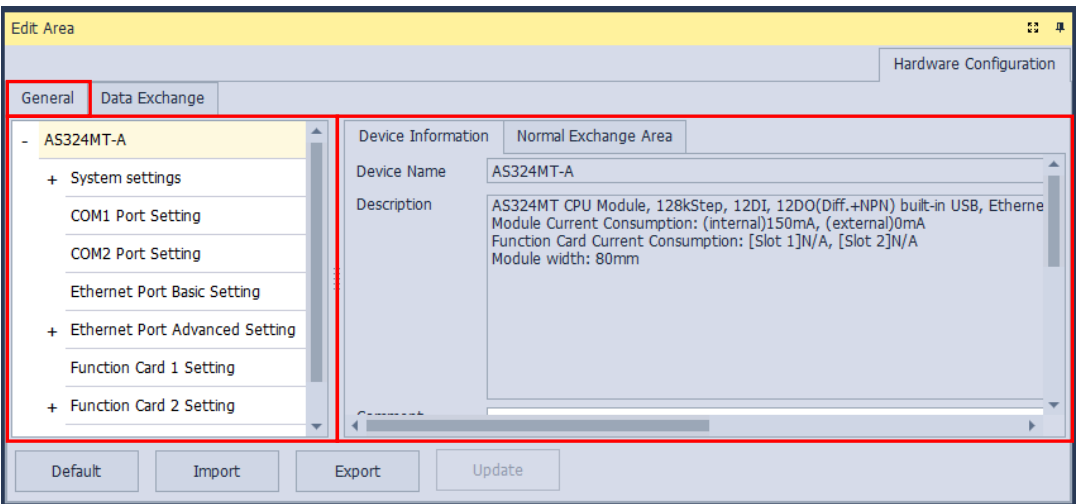 Edit Area
Hardware Configuration
General
Data Exchange
- AS324MT-A
+ System settings
COM1 Port Setting
COM2 Port Setting
Ethernet Port Basic Setting
+ Ethernet Port Advanced Setting
Function Card 1 Setting
+ Function Card 2 Setting
Device Information
Normal Exchange Area
Device Name
AS324MT-A
Description
AS324MT CPU Module, 128kStep, 12DI, 12DO(Diff.+NPN) built-in USB, Etherne
Module Current Consumption: (internal)150mA, (external)0mA
Function Card Current Consumption: [Slot 1]N/A, [Slot 2]N/A
Module width: 80mm
Default
Import
Export
Update